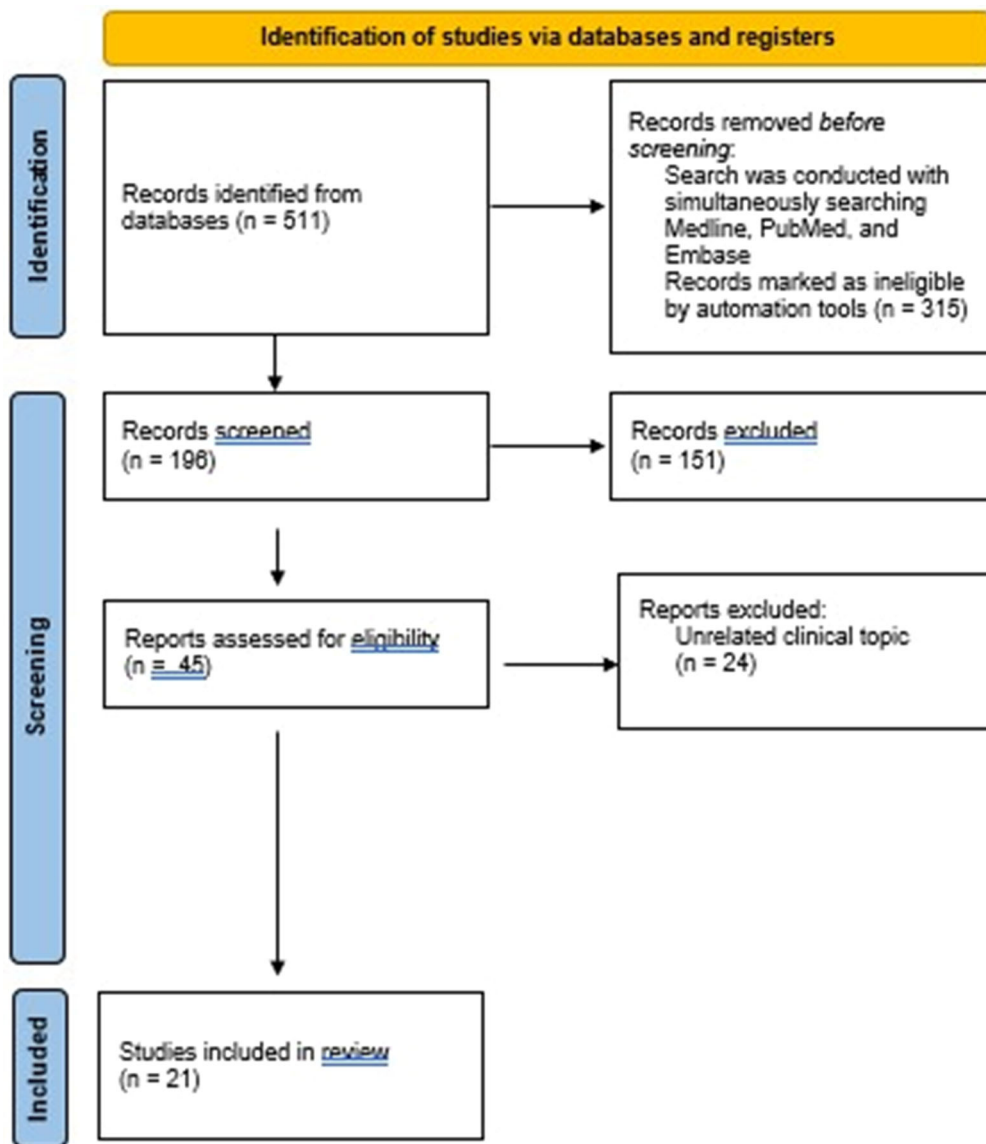 Identification of studies via databases and registers
Identification
Records identified from
databases (n = 511)
Records removed before
screening:
Search was conducted with
simultaneously searching
Medline, PubMed, and
Embase
Records marked as ineligible
by automation tools (n = 315)
Screening
Records screened
(n = 196)
Records excluded
(n = 151)
Reports assessed for eligibility
(n = 45)
Reports excluded:
Unrelated clinical topic
(n = 24)
Included
Studies included in review
(n = 21)